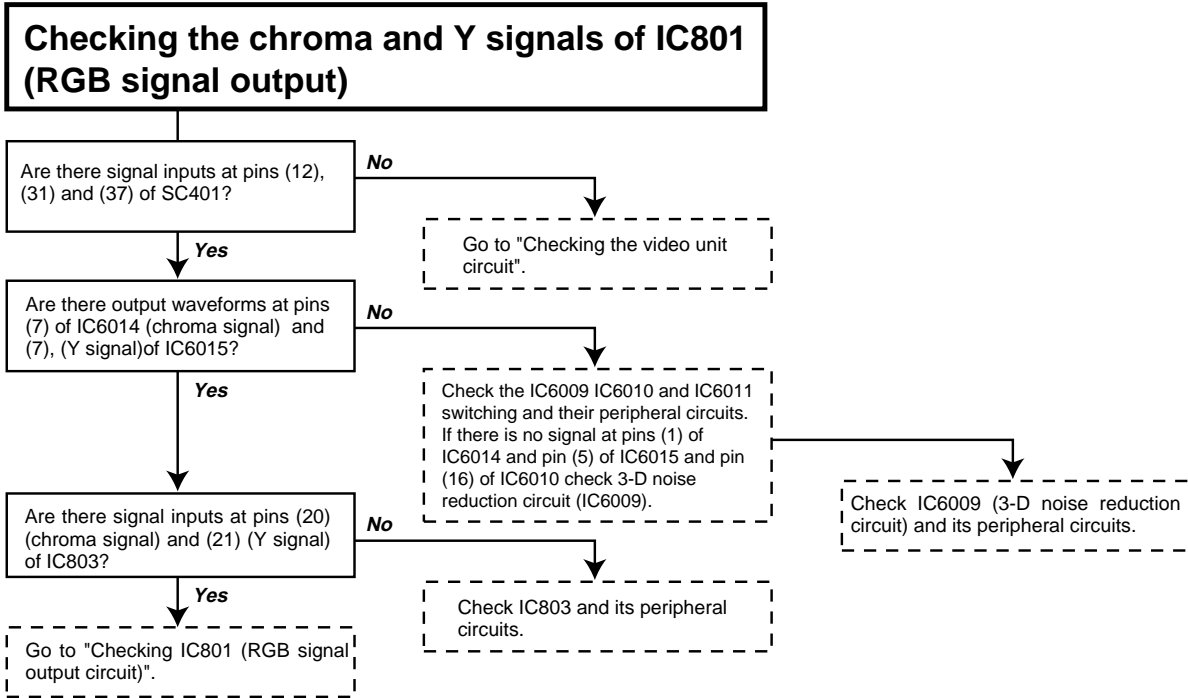 Checking the chroma and Y signals of IC801
(RGB signal output)
Are there signal inputs at pins (12),
(31) and (37) of SC401?
No
Go to "Checking the video unit
circuit".
Yes
Are there output waveforms at pins
(7) of IC6014 (chroma signal) and
(7), (Y signal)of IC6015?
No
Check the IC6009 IC6010 and IC6011
switching and their peripheral circuits.
If there is no signal at pins (1) of
IC6014 and pin (5) of IC6015 and pin
(16) of IC6010 check 3-D noise
reduction circuit (IC6009).
Check IC6009 (3-D noise reduction
circuit) and its peripheral circuits.
Yes
Are there signal inputs at pins (20)
(chroma signal) and (21) (Y signal)
of IC803?
No
Check IC803 and its peripheral
circuits.
Yes
Go to "Checking IC801 (RGB signal
output circuit)".